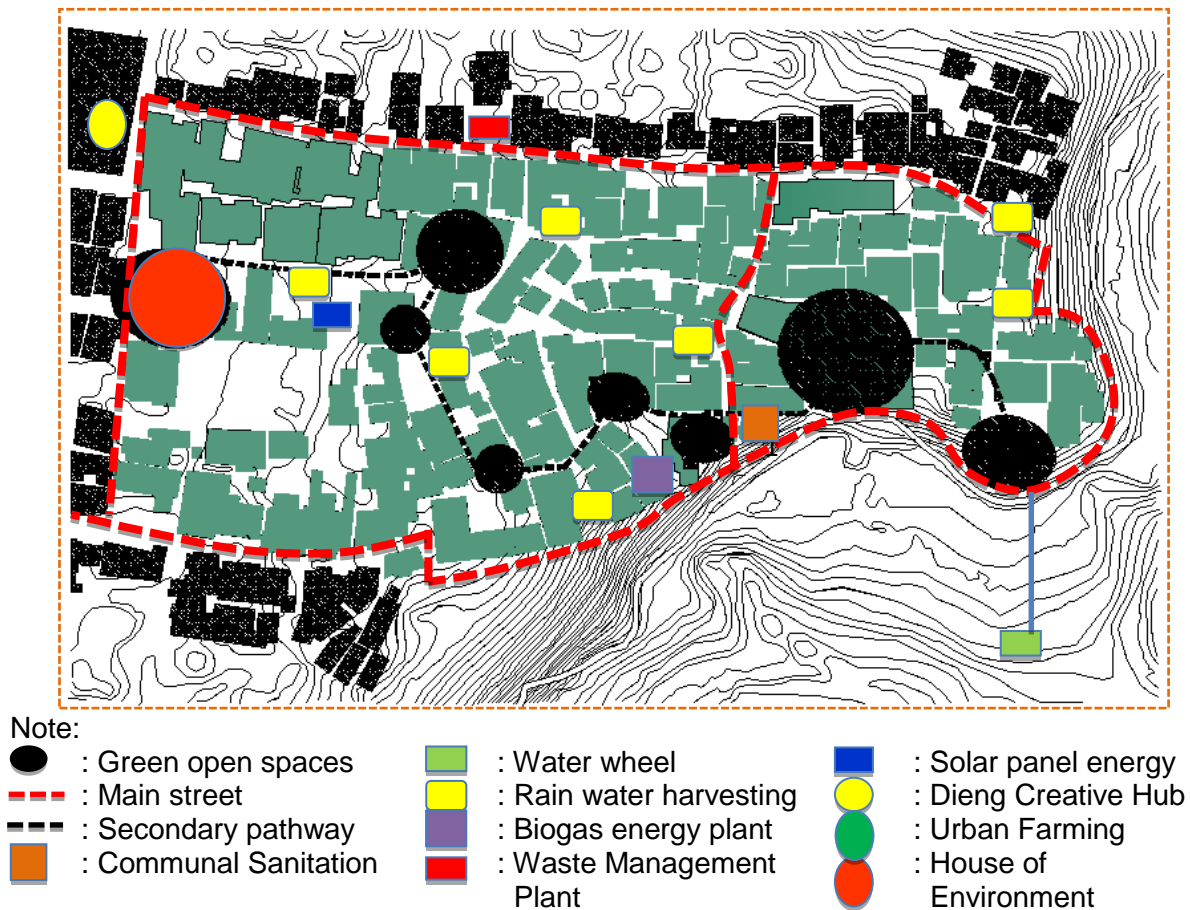 Note:
: Green open spaces
: Main street
: Secondary pathway
: Communal Sanitation
: Water wheel
: Rain water harvesting
: Biogas energy plant
: Waste Management
Plant
: Solar panel energy
: Dieng Creative Hub
: Urban Farming
: House of
Environment